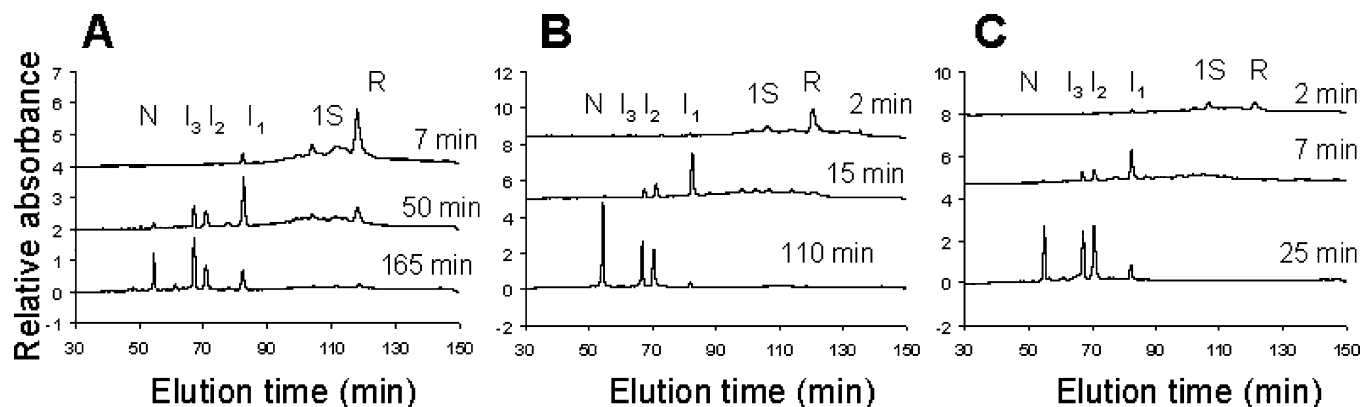 A
Relative absorbance
7
6
5
4
3
2
1
0
-1
N I₃ I₂ I₁ 1S R
7 min
50 min
165 min
30 50 70 90 110 130 150
Elution time (min)
B
12
10
8
6
4
2
0
-2
N I₃ I₂ I₁ 1S R
2 min
15 min
110 min
30 50 70 90 110 130 150
Elution time (min)
C
10
8
6
4
2
0
-2
N I₃ I₂ I₁ 1S R
2 min
7 min
25 min
30 50 70 90 110 130 150
Elution time (min)